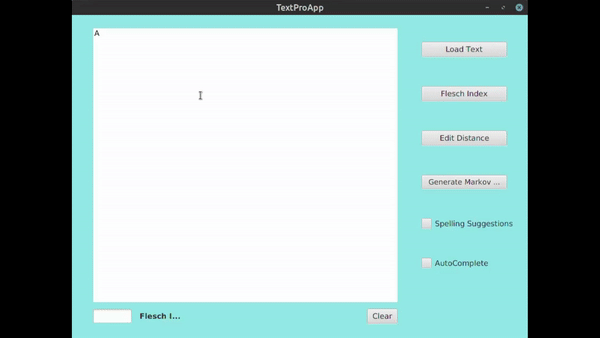 TextProApp
A
Load Text
Flesch Index
Edit Distance
Generate Markov ...
Spelling Suggestions
AutoComplete
Flesch I...
Clear